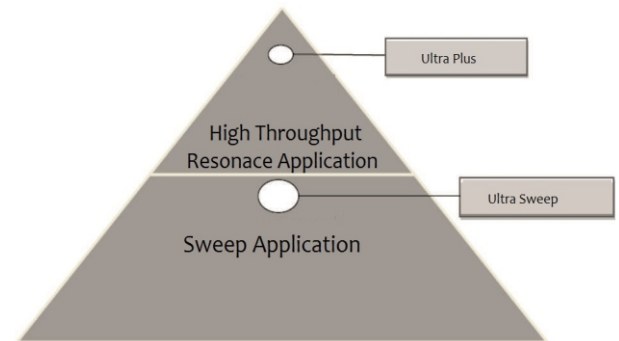 Ultra Plus
High Throughput
Resonace Application
Ultra Sweep
Sweep Application